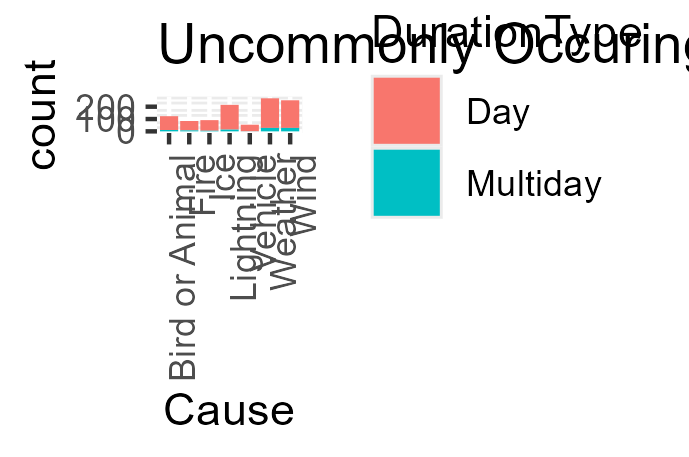 Uncommonly Occuring
DurationType
Day
Multiday
count
200
100
0
Bird or Animal
Fire
Ice
Lightning
Vehicle
Weather
Wind
Cause